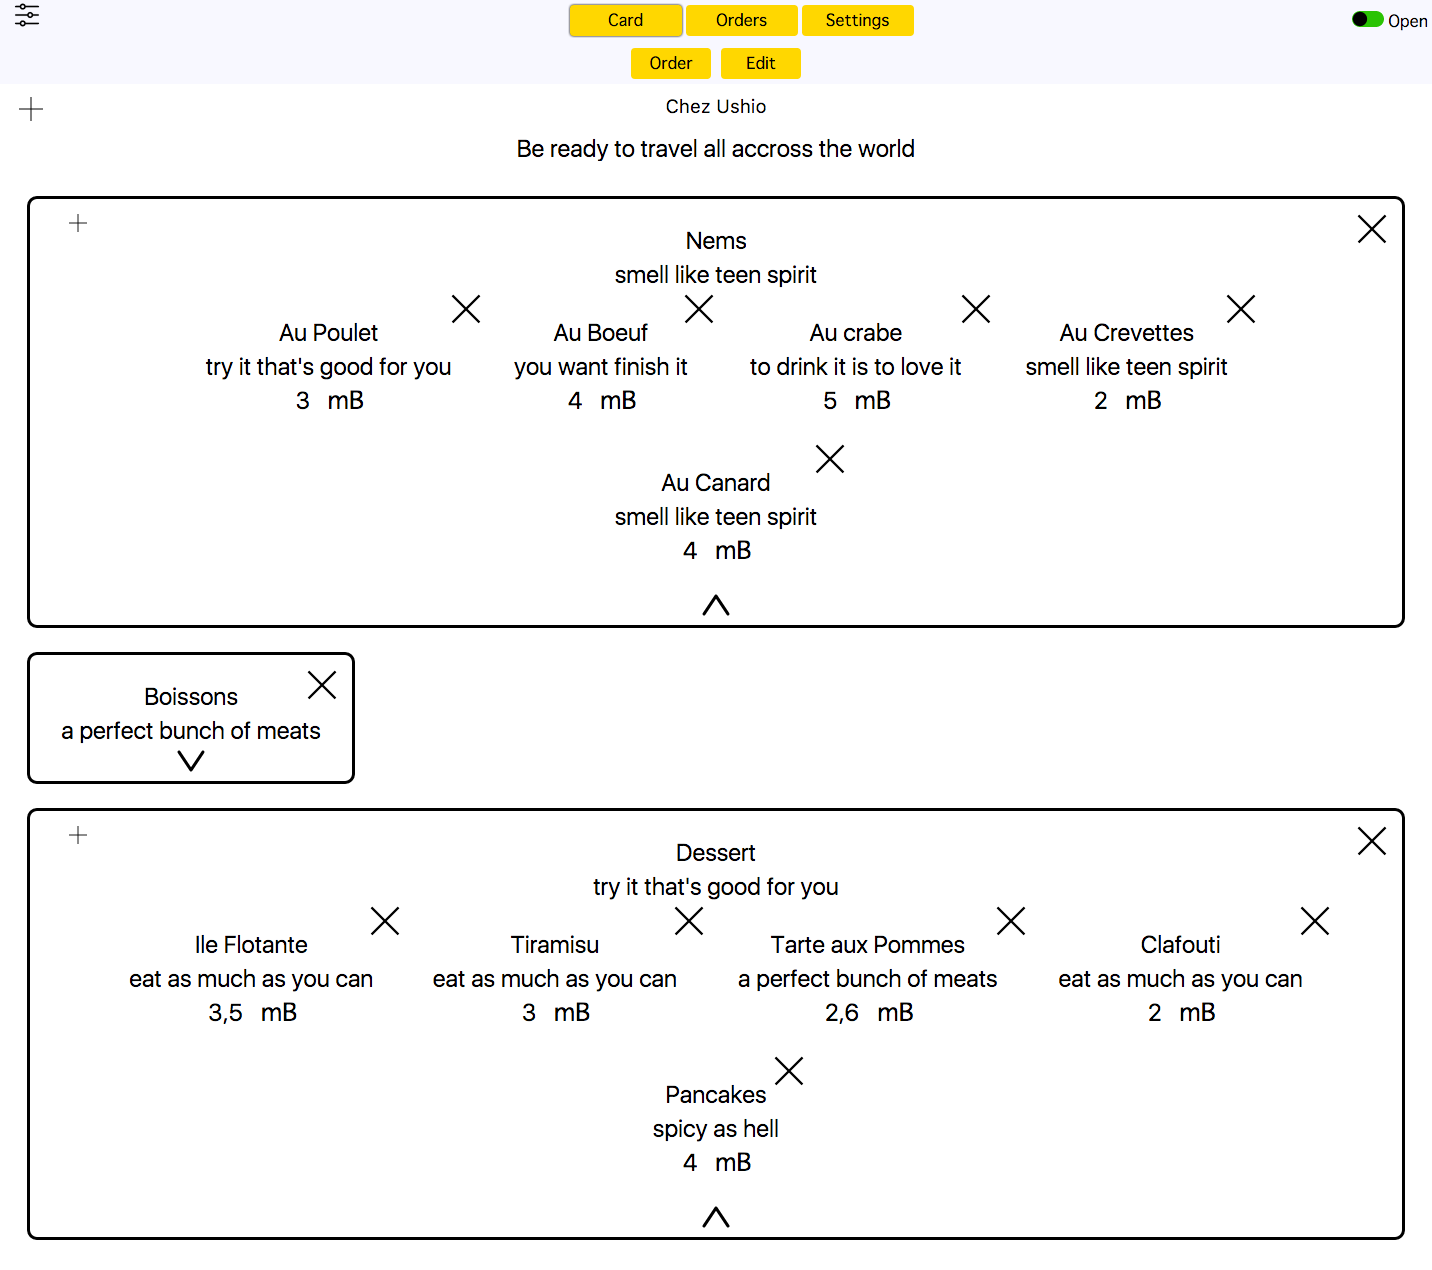 Card Orders Settings Open
Order Edit
Chez Ushio
Be ready to travel all accross the world
Nems
smell like teen spirit
Au Poulet Au Boeuf Au crabe Au Crevettes
try it that's good for you you want finish it to drink it is to love it smell like teen spirit
3 mB 4 mB 5 mB 2 mB
Au Canard
smell like teen spirit
4 mB
Boissons
a perfect bunch of meats
Dessert
try it that's good for you
Ile Flotante Tiramisu Tarte aux Pommes Clafouti
eat as much as you can eat as much as you can a perfect bunch of meats eat as much as you can
3,5 mB 3 mB 2,6 mB 2 mB
Pancakes
spicy as hell
4 mB